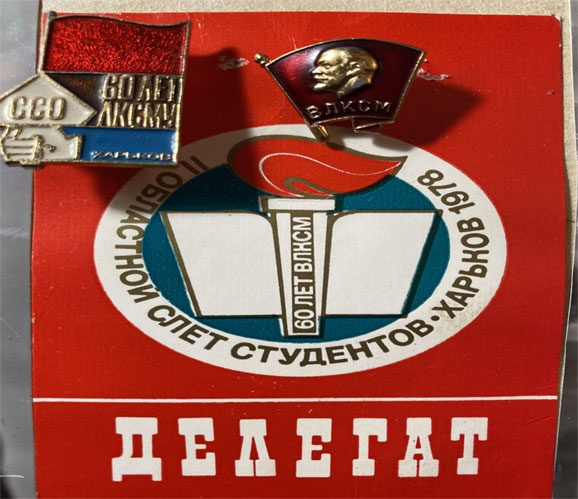 60 ЛЕТ
ЛКСМУ
ССО
ХАРЬКОВ
ВЛКСМ
II ОБЛАСТНОЙ СЛЕТ СТУДЕНТОВ • ХАРЬКОВ 1978
60 ЛЕТ ВЛКСМ
ДЕЛЕГАТ